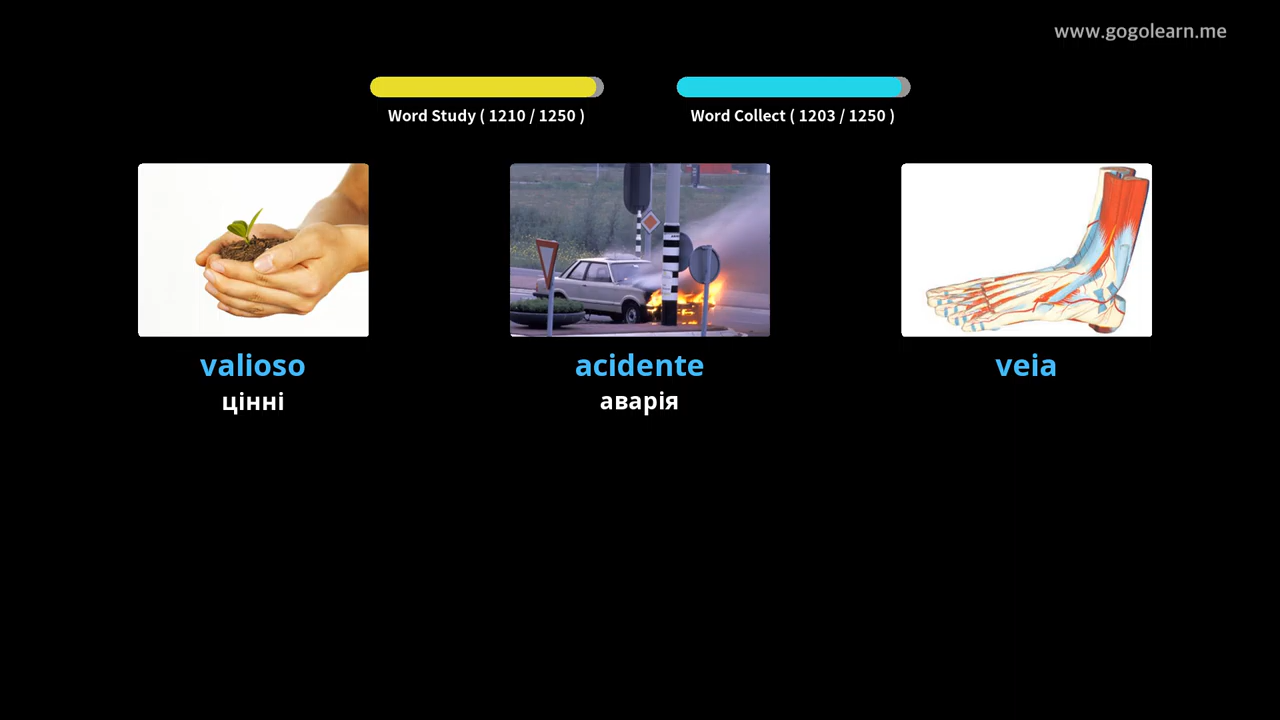 www.gogolearn.me
Word Study ( 1210 / 1250 )
Word Collect ( 1203 / 1250 )
valioso
acidente
veia
цінні
аварія